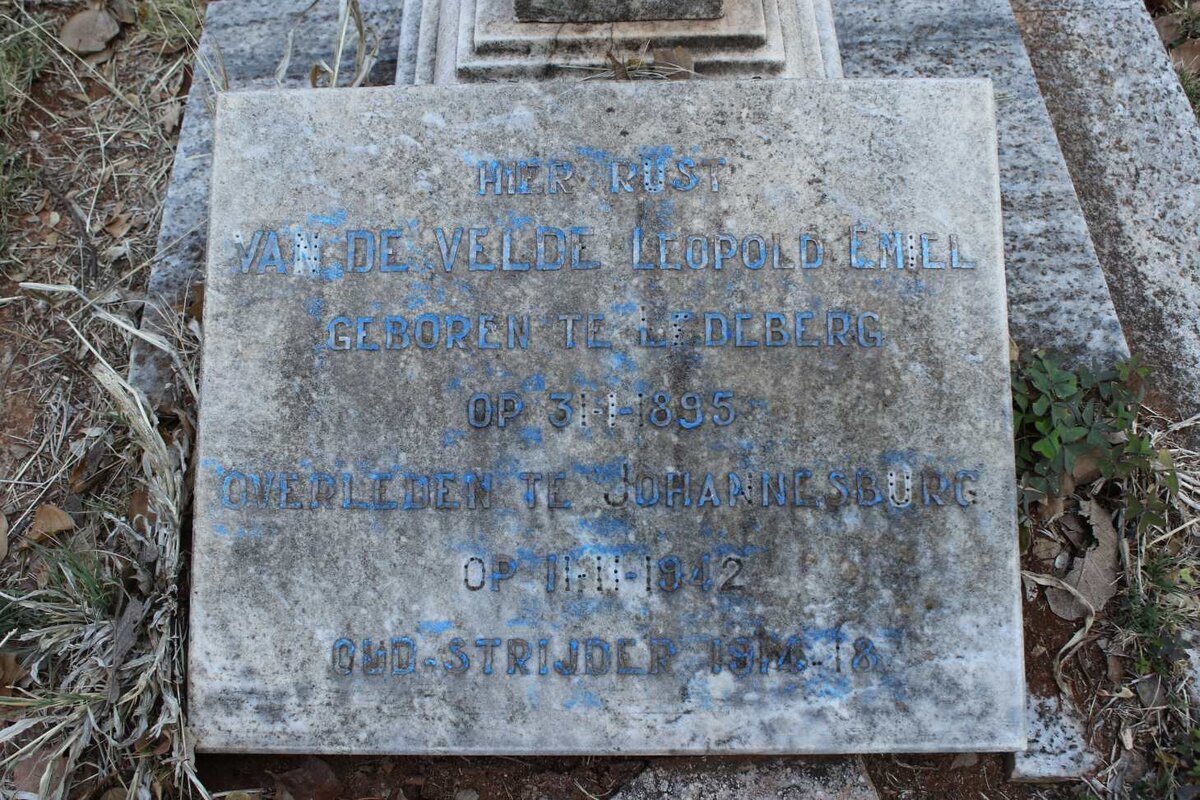 HIER RUST
VAN DE VELDE LEOPOLD EMIEL
GEBOREN TE LEDEBERG
OP 31-1-1895
OVERLEDEN TE JOHANNESBURG
OP 11-11-1942
OUD-STRIJDER 1914-18